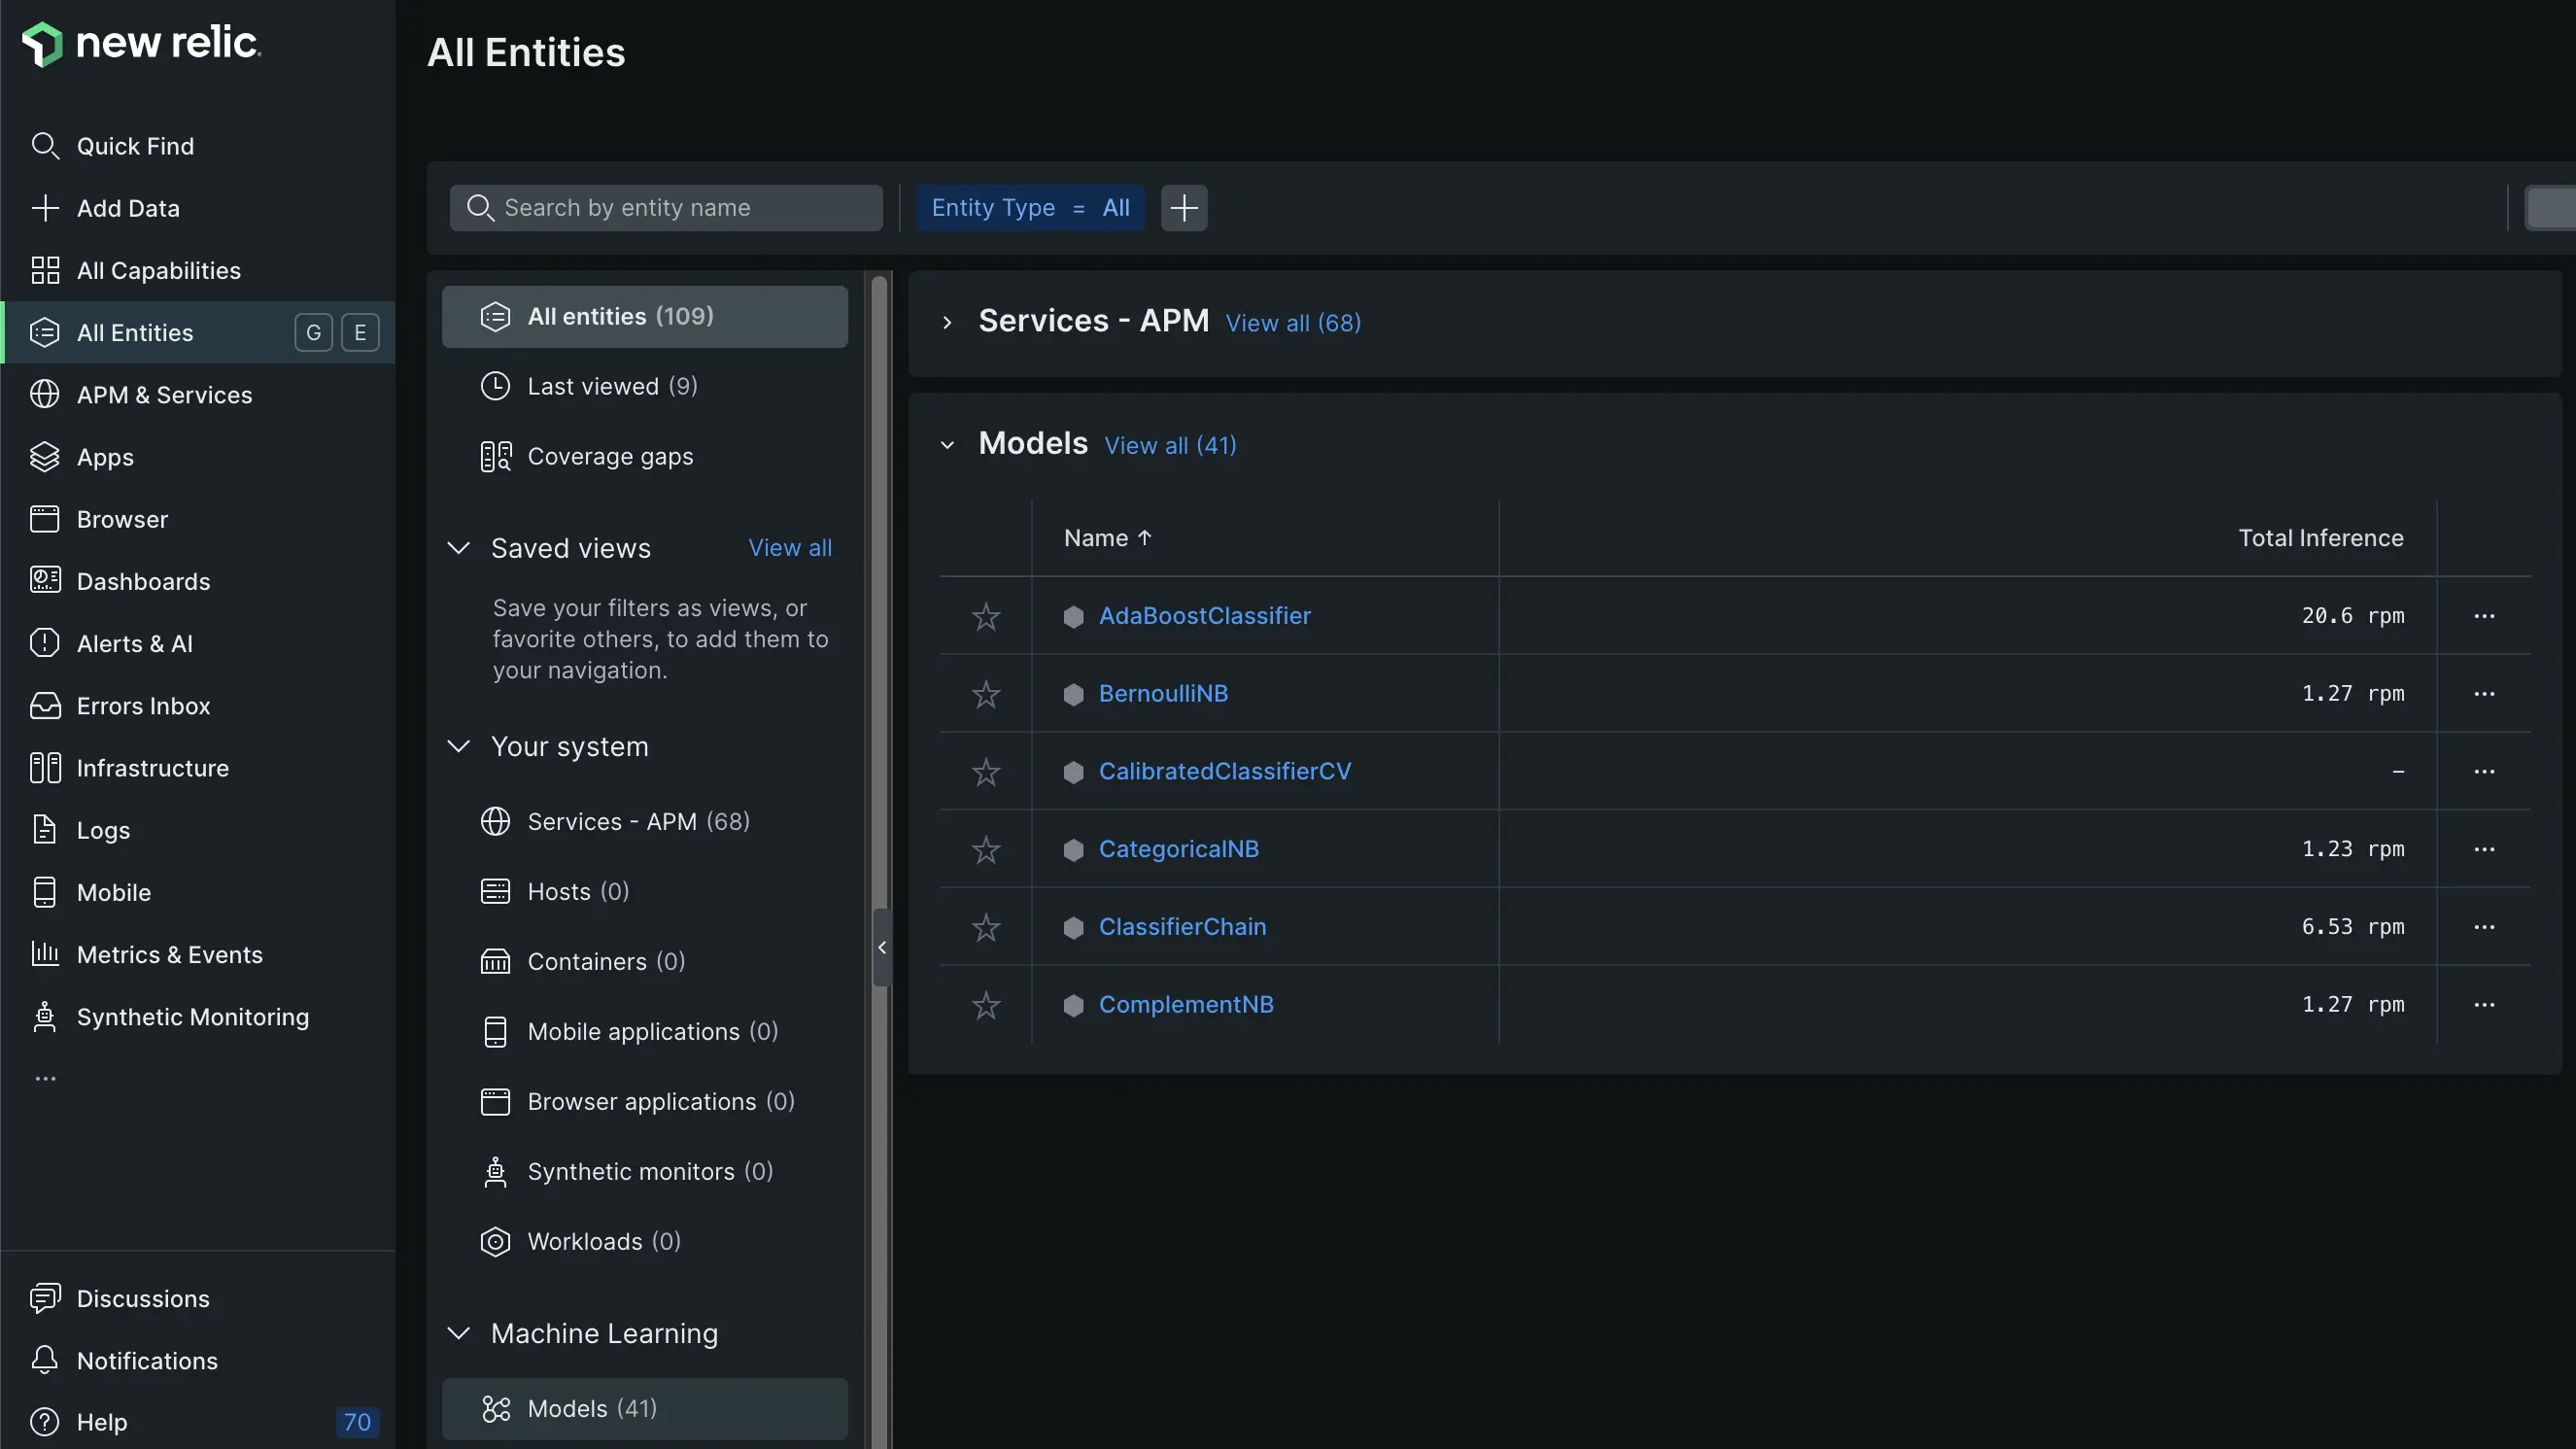 new relic.
Quick Find
Add Data
All Capabilities
All Entities G E
APM & Services
Apps
Browser
Dashboards
Alerts & AI
Errors Inbox
Infrastructure
Logs
Mobile
Metrics & Events
Synthetic Monitoring
...
Discussions
Notifications
Help 70
All Entities
Search by entity name
Entity Type = All
All entities (109)
Last viewed (9)
Coverage gaps
Saved views View all
Save your filters as views, or
favorite others, to add them to
your navigation.
Your system
Services - APM (68)
Hosts (0)
Containers (0)
Mobile applications (0)
Browser applications (0)
Synthetic monitors (0)
Workloads (0)
Machine Learning
Models (41)
Services - APM View all (68)
Models View all (41)
Name ↑ Total Inference
AdaBoostClassifier 20.6 rpm ...
BernoulliNB 1.27 rpm ...
CalibratedClassifierCV – ...
CategoricalNB 1.23 rpm ...
ClassifierChain 6.53 rpm ...
ComplementNB 1.27 rpm ...